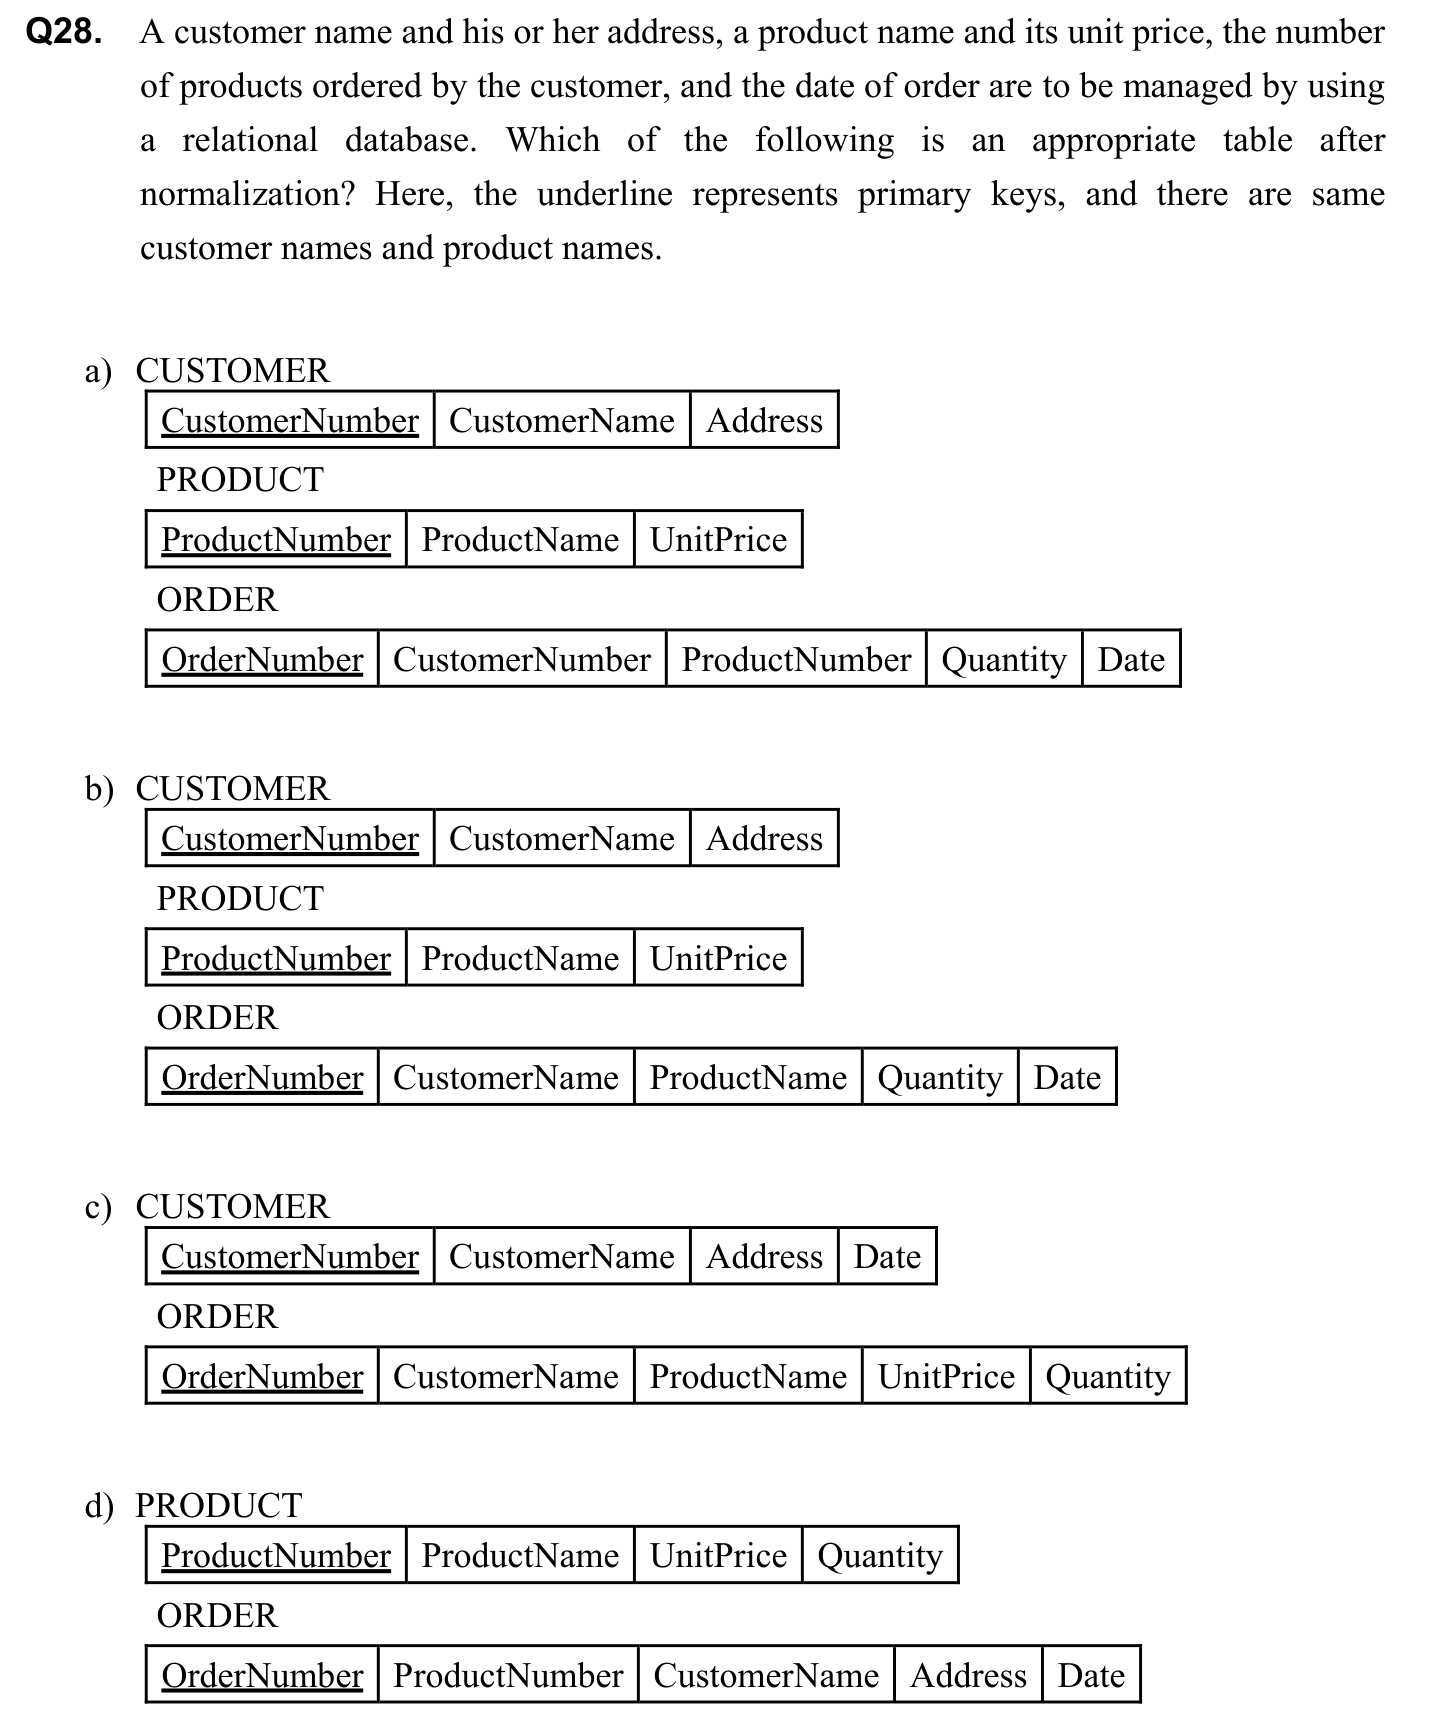 Q28. A customer name and his or her address, a product name and its unit price, the number
of products ordered by the customer, and the date of order are to be managed by using
a relational database. Which of the following is an appropriate table after
normalization? Here, the underline represents primary keys, and there are same
customer names and product names.
a) CUSTOMER
CustomerNumber CustomerName Address
PRODUCT
ProductNumber ProductName UnitPrice
ORDER
OrderNumber CustomerNumber ProductNumber Quantity Date
b) CUSTOMER
CustomerNumber CustomerName Address
PRODUCT
ProductNumber ProductName UnitPrice
ORDER
OrderNumber CustomerName ProductName Quantity Date
c) CUSTOMER
CustomerNumber CustomerName Address Date
ORDER
OrderNumber CustomerName ProductName UnitPrice Quantity
d) PRODUCT
ProductNumber ProductName UnitPrice Quantity
ORDER
OrderNumber ProductNumber CustomerName Address Date